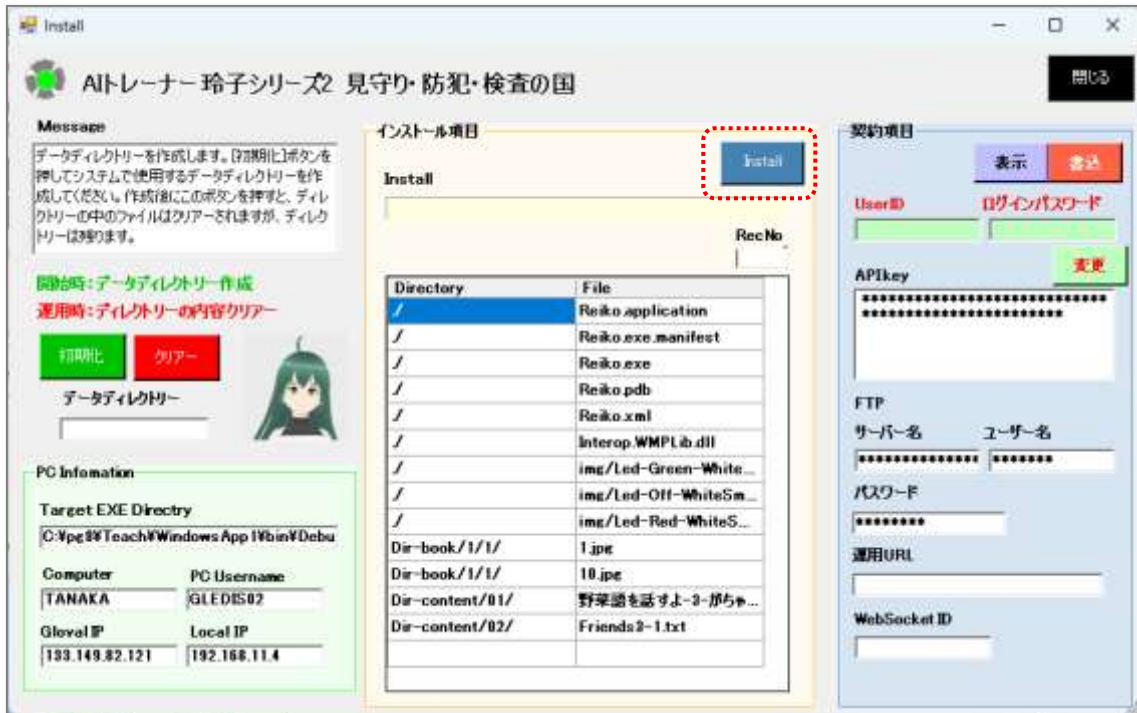 Install
AIトレーナー 玲子シリーズ2 見守り・防犯・検査の国
閉じる
Message
データディレクトリーを作成します。[初期化]ボタンを
押してシステムで使用するデータディレクトリーを作
成してください。作成後にこのボタンを押すと、ディレ
クトリーの中のファイルはクリアーされますが、ディレク
トリーは残ります。
開始時：データディレクトリー作成
運用時：ディレクトリーの内容クリアー
初期化
クリアー
データディレクトリー
PC Infomation
Target EXE Directry
C:¥pg8¥Teach¥Windows App 1¥bin¥Debu
Computer PC Username
TANAKA GLEDIS02
Gloval IP Local IP
133.149.82.121 192.168.11.4
インストール項目
Install
Install
Rec No
Directory File
/ Reiko.application
/ Reiko.exe.manifest
/ Reiko.exe
/ Reiko.pdb
/ Reiko.xml
/ Interop.WMPLib.dll
/ img/Led-Green-White...
/ img/Led-Off-WhiteSm...
/ img/Led-Red-WhiteS...
Dir-book/1/1/ 1.jpg
Dir-book/1/1/ 10.jpg
Dir-content/01/ 野菜語を話すよ-3-がちゃ...
Dir-content/02/ Friends3-1.txt
契約項目
表示 書込
UserID ログインパスワード
変更
APIkey
****************************
***********************
FTP
サーバー名 ユーザー名
************** *******
パスワード
********
運用URL
WebSocket ID